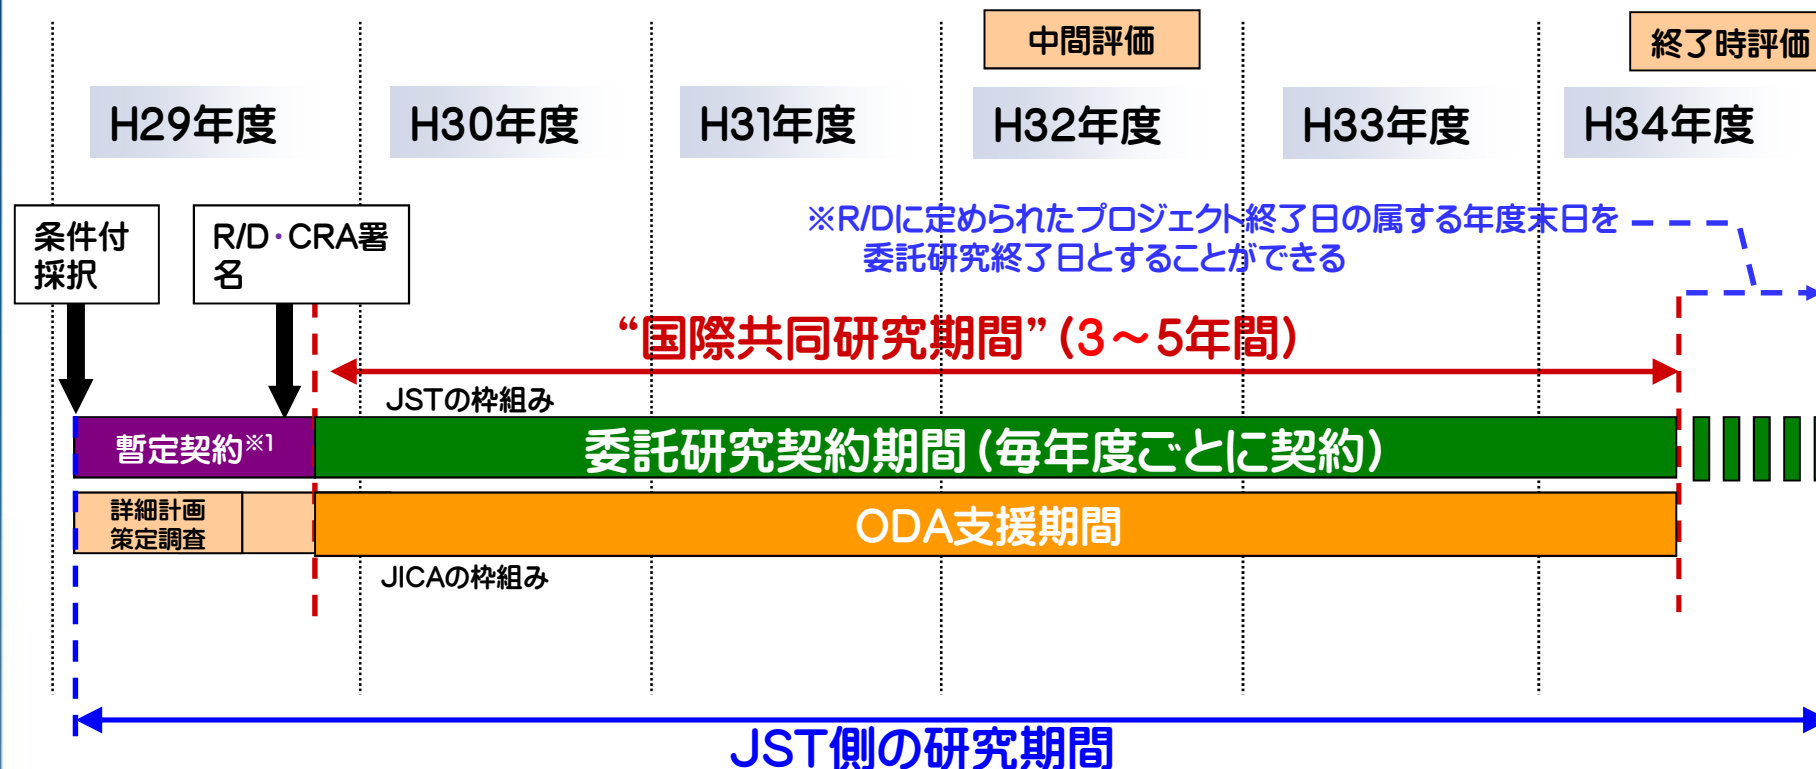 中間評価
終了時評価
H29年度
H30年度
H31年度
H32年度
H33年度
H34年度
条件付
採択
R/D・CRA署
名
※R/Dに定められたプロジェクト終了日の属する年度末日を
委託研究終了日とすることができる
“国際共同研究期間”(3～5年間)
JSTの枠組み
暫定契約※1
委託研究契約期間(毎年度ごとに契約)
詳細計画
策定調査
ODA支援期間
JICAの枠組み
JST側の研究期間